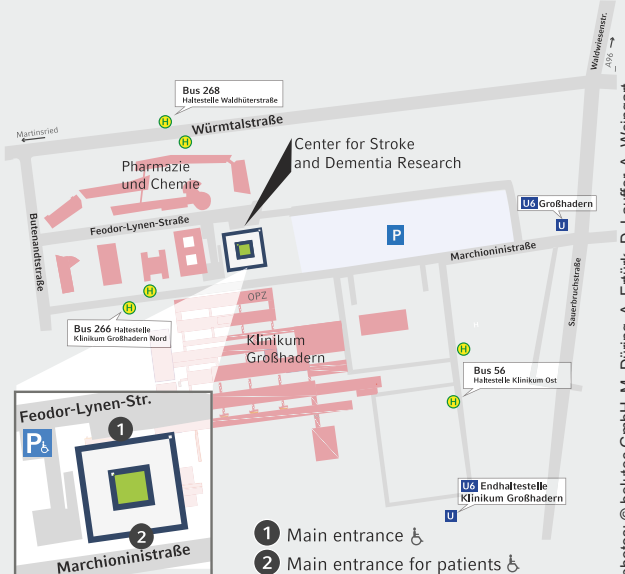 Waldwiesenstr.
A96
Bus 268
Haltestelle Waldhüterstraße
Martinsried
Würmtalstraße
Center for Stroke
and Dementia Research
Pharmazie
und Chemie
U6 Großhadern
U
Butenandtstraße
Feodor-Lynen-Straße
P
Marchioninistraße
H
H
H
H
OPZ
Sauerbruchstraße
Bus 266 Haltestelle
Klinikum Großhadern Nord
Klinikum
Großhadern
H
Bus 56
Haltestelle Klinikum Ost
H
Feodor-Lynen-Str.
P
1
2
Marchioninistraße
U6 Endhaltestelle
Klinikum Großhadern
U
1 Main entrance
2 Main entrance for patients